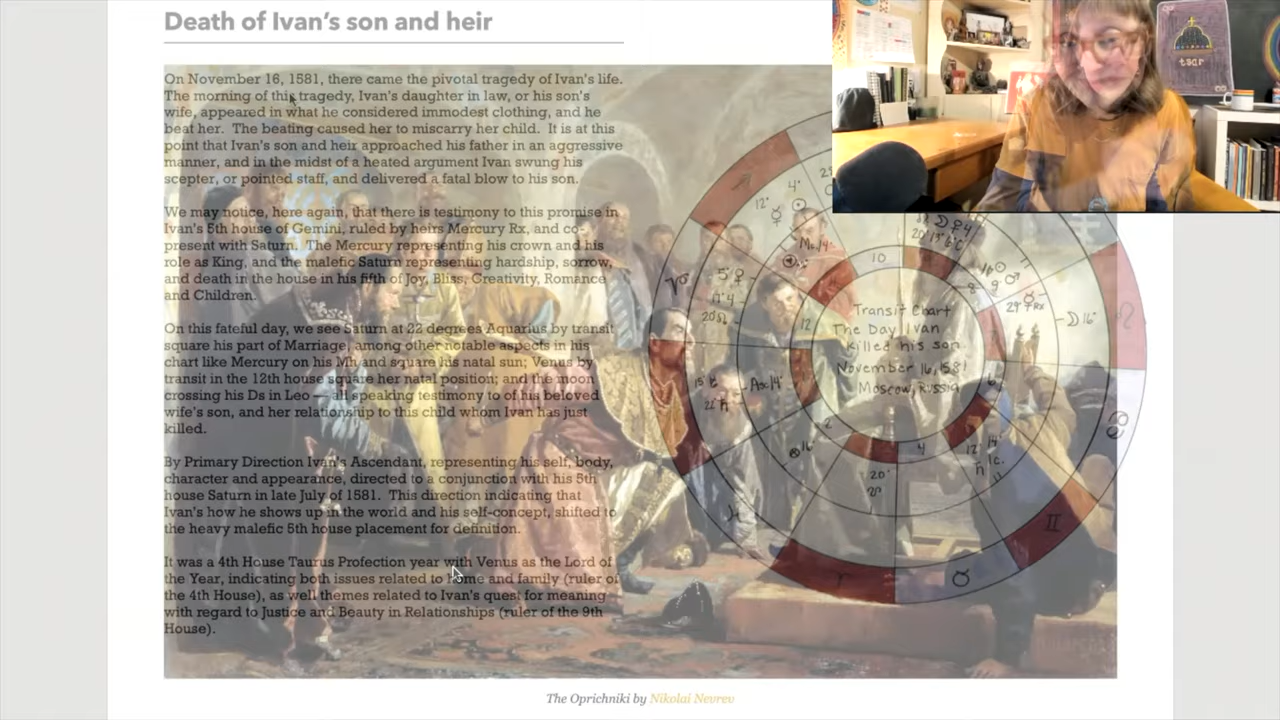 Death of Ivan's son and heir
On November 16, 1581, there came the pivotal tragedy of Ivan's life.
The morning of this tragedy, Ivan's daughter in law, or his son's
wife, appeared in what he considered immodest clothing, and he
beat her. The beating caused her to miscarry her child. It is at this
point that Ivan's son and heir approached his father in an aggressive
manner, and in the midst of a heated argument Ivan swung his
scepter, or pointed staff, and delivered a fatal blow to his son.
We may notice, here again, that there is testimony to this promise in
Ivan's 5th house of Gemini, ruled by heirs Mercury Rx, and co-
present with Saturn. The Mercury representing his crown and his
role as King, and the malefic Saturn representing hardship, sorrow,
and death in the house in his fifth of Joy, Bliss, Creativity, Romance
and Children.
On this fateful day, we see Saturn at 22 degrees Aquarius by transit
square his part of Marriage, among other notable aspects in his
chart like Mercury on his Mh and square his natal sun; Venus by
transit in the 12th house square her natal position; and the moon
crossing his Ds in Leo — all speaking testimony to of his beloved
wife's son, and her relationship to this child whom Ivan has just
killed.
By Primary Direction Ivan's Ascendant, representing his self, body,
character and appearance, directed to a conjunction with his 5th
house Saturn in late July of 1581. This direction indicating that
Ivan's how he shows up in the world and his self-concept, shifted to
the heavy malefic 5th house placement for definition.
It was a 4th House Taurus Profection year with Venus as the Lord of
the Year, indicating both issues related to home and family (ruler of
the 4th House), as well themes related to Ivan's quest for meaning
with regard to Justice and Beauty in Relationships (ruler of the 9th
House).
tsar
Transit Chart
The Day Ivan
killed his son
November 16, 1581
Moscow, Russia
10
12
2
4
Asc 14°
The Oprichniki by Nikolai Nevrev